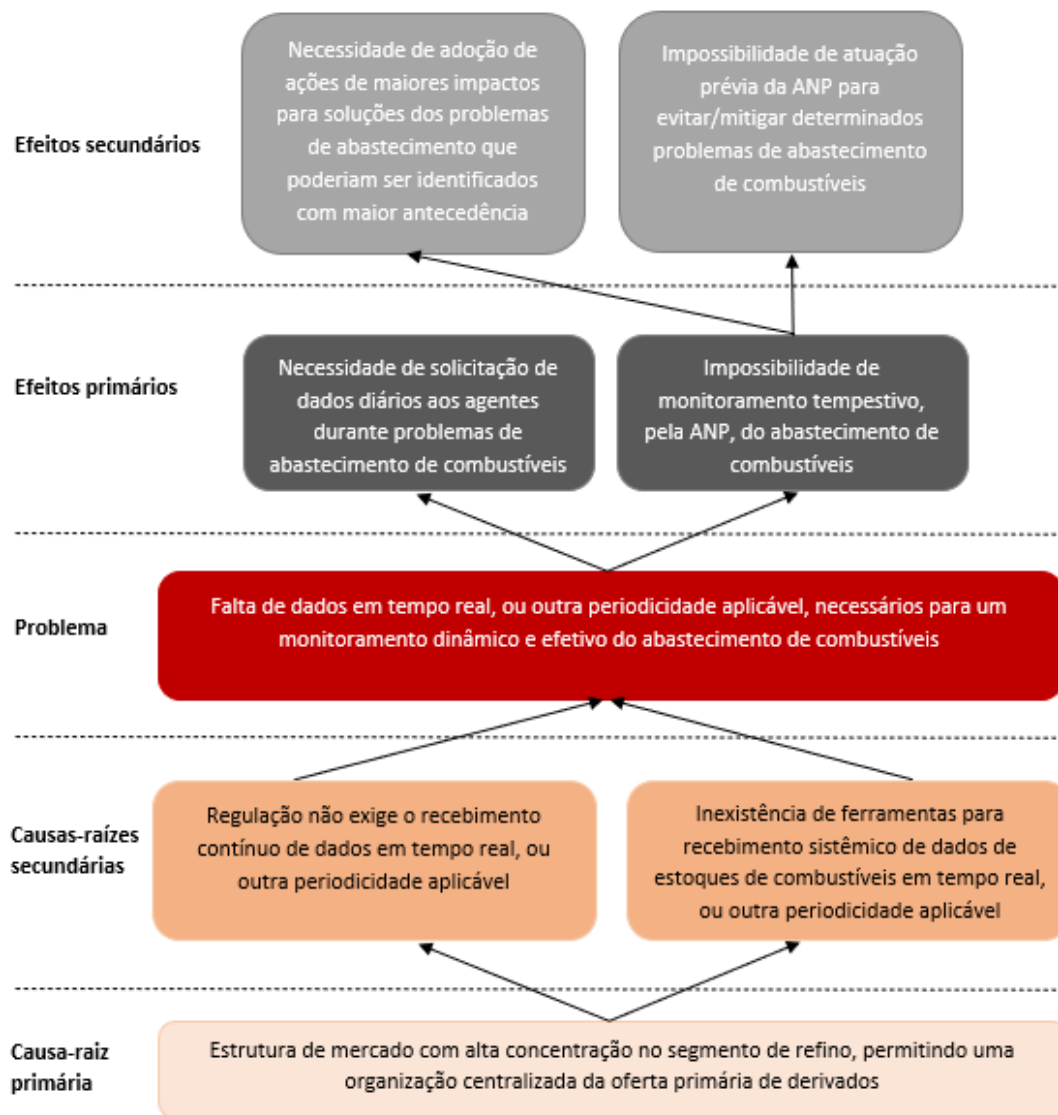 Efeitos secundários
Necessidade de adoção de
ações de maiores impactos
para soluções dos problemas
de abastecimento que
poderiam ser identificados
com maior antecedência
Impossibilidade de atuação
prévia da ANP para
evitar/mitigar determinados
problemas de abastecimento
de combustíveis
Efeitos primários
Necessidade de solicitação de
dados diários aos agentes
durante problemas de
abastecimento de combustíveis
Impossibilidade de
monitoramento tempestivo,
pela ANP, do abastecimento de
combustíveis
Problema
Falta de dados em tempo real, ou outra periodicidade aplicável, necessários para um
monitoramento dinâmico e efetivo do abastecimento de combustíveis
Causas-raízes
secundárias
Regulação não exige o recebimento
contínuo de dados em tempo real, ou
outra periodicidade aplicável
Inexistência de ferramentas para
recebimento sistêmico de dados de
estoques de combustíveis em tempo real,
ou outra periodicidade aplicável
Causa-raiz
primária
Estrutura de mercado com alta concentração no segmento de refino, permitindo uma
organização centralizada da oferta primária de derivados